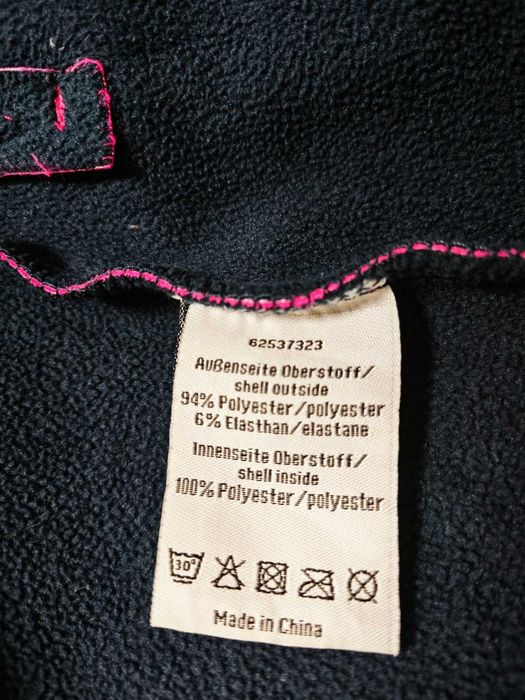 62537323
Außenseite Oberstoff/
shell outside
94% Polyester/polyester
6% Elasthan/elastane
Innenseite Oberstoff/
shell inside
100% Polyester/polyester
30°
Made in China